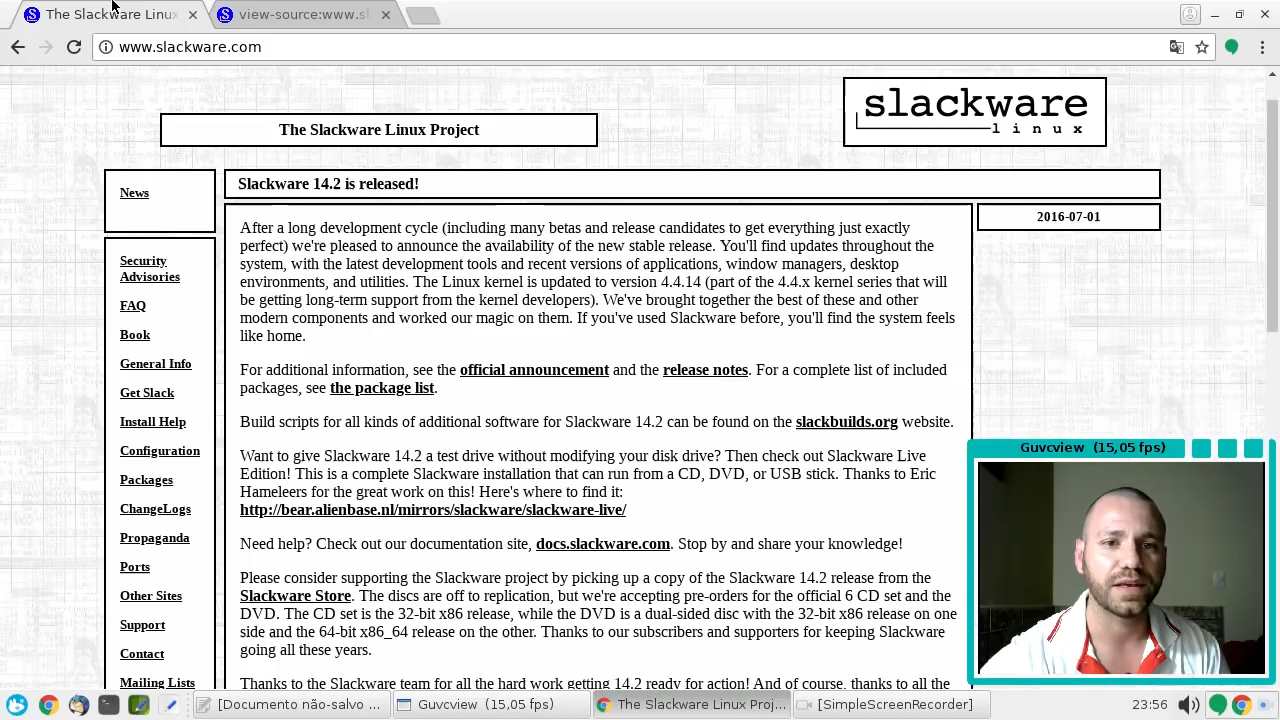 The Slackware Linux
view-source:www.sl
www.slackware.com
slackware
linux
The Slackware Linux Project
News
Slackware 14.2 is released!
2016-07-01
After a long development cycle (including many betas and release candidates to get everything just exactly
perfect) we're pleased to announce the availability of the new stable release. You'll find updates throughout the
system, with the latest development tools and recent versions of applications, window managers, desktop
environments, and utilities. The Linux kernel is updated to version 4.4.14 (part of the 4.4.x kernel series that will
be getting long-term support from the kernel developers). We've brought together the best of these and other
modern components and worked our magic on them. If you've used Slackware before, you'll find the system feels
like home.
For additional information, see the official announcement and the release notes. For a complete list of included
packages, see the package list.
Build scripts for all kinds of additional software for Slackware 14.2 can be found on the slackbuilds.org website.
Want to give Slackwre 14.2 a test drive without modifying your disk drive? Then check out Slackware Live
Edition! This is a complete Slackware installation that can run from a CD, DVD, or USB stick. Thanks to Eric
Hameleers for the great work on this! Here's where to find it:
http://bear.alienbase.nl/mirrors/slackware/slackware-live/
Need help? Check out our documentation site, docs.slackware.com. Stop by and share your knowledge!
Please consider supporting the Slackware project by picking up a copy of the Slackware 14.2 release from the
Slackware Store. The discs are off to replication, but we're accepting pre-orders for the official 6 CD set and the
DVD. The CD set is the 32-bit x86 release, while the DVD is a dual-sided disc with the 32-bit x86 release on one
side and the 64-bit x86_64 release on the other. Thanks to our subscribers and supporters for keeping Slackware
going all these years.
Thanks to the Slackware team for all the hard work getting 14.2 ready for action! And of course, thanks to all the
Security
Advisories
FAQ
Book
General Info
Get Slack
Install Help
Configuration
Packages
ChangeLogs
Propaganda
Ports
Other Sites
Support
Contact
Mailing Lists
Guvcview (15,05 fps)
[Documento não-salvo ...
Guvcview (15,05 fps
The Slackware Linux Proj...
[SimpleScreenRecorder]
23:56